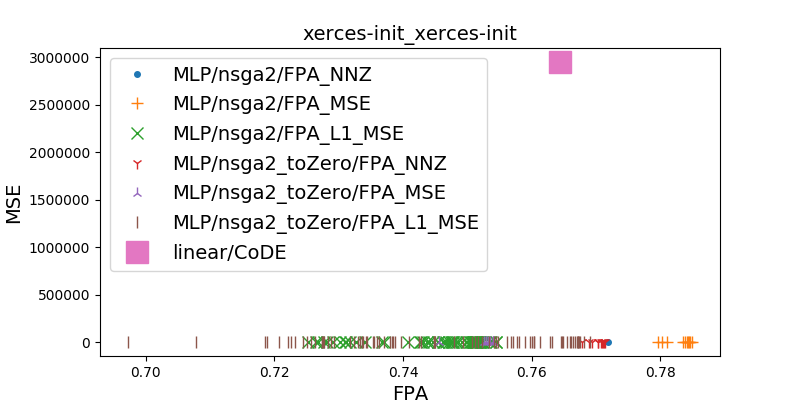 xerces-init_xerces-init
MSE
3000000
2500000
2000000
1500000
1000000
500000
0
MLP/nsga2/FPA_NNZ
MLP/nsga2/FPA_MSE
MLP/nsga2/FPA_L1_MSE
MLP/nsga2_toZero/FPA_NNZ
MLP/nsga2_toZero/FPA_MSE
MLP/nsga2_toZero/FPA_L1_MSE
linear/CoDE
0.70 0.72 0.74 0.76 0.78
FPA